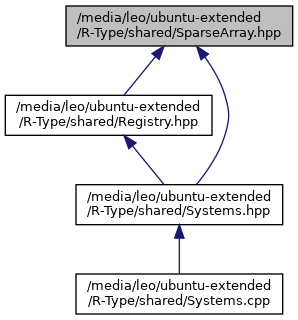 /media/leo/ubuntu-extended
/R-Type/shared/SparseArray.hpp
/media/leo/ubuntu-extended
/R-Type/shared/Registry.hpp
/media/leo/ubuntu-extended
/R-Type/shared/Systems.hpp
/media/leo/ubuntu-extended
/R-Type/shared/Systems.cpp